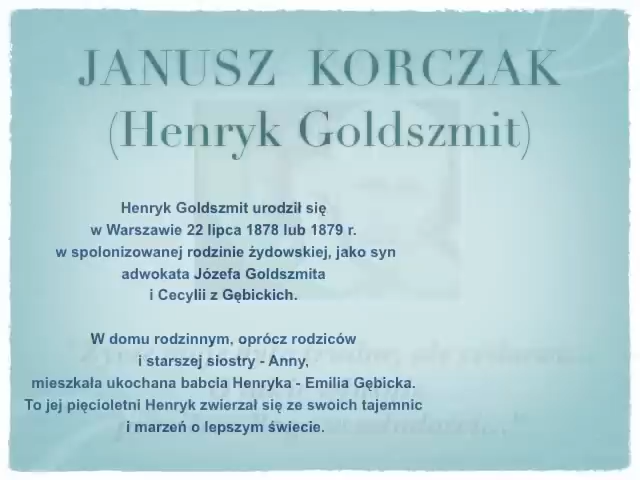 JANUSZ KORCZAK
(Henryk Goldszmit)
Henryk Goldszmit urodził się
w Warszawie 22 lipca 1878 lub 1879 r.
w spolonizowanej rodzinie żydowskiej, jako syn
adwokata Józefa Goldszmita
i Cecylii z Gębickich.
W domu rodzinnym, oprócz rodziców
i starszej siostry - Anny,
mieszkała ukochana babcia Henryka - Emilia Gębicka.
To jej pięcioletni Henryk zwierzał się ze swoich tajemnic
i marzeń o lepszym świecie.